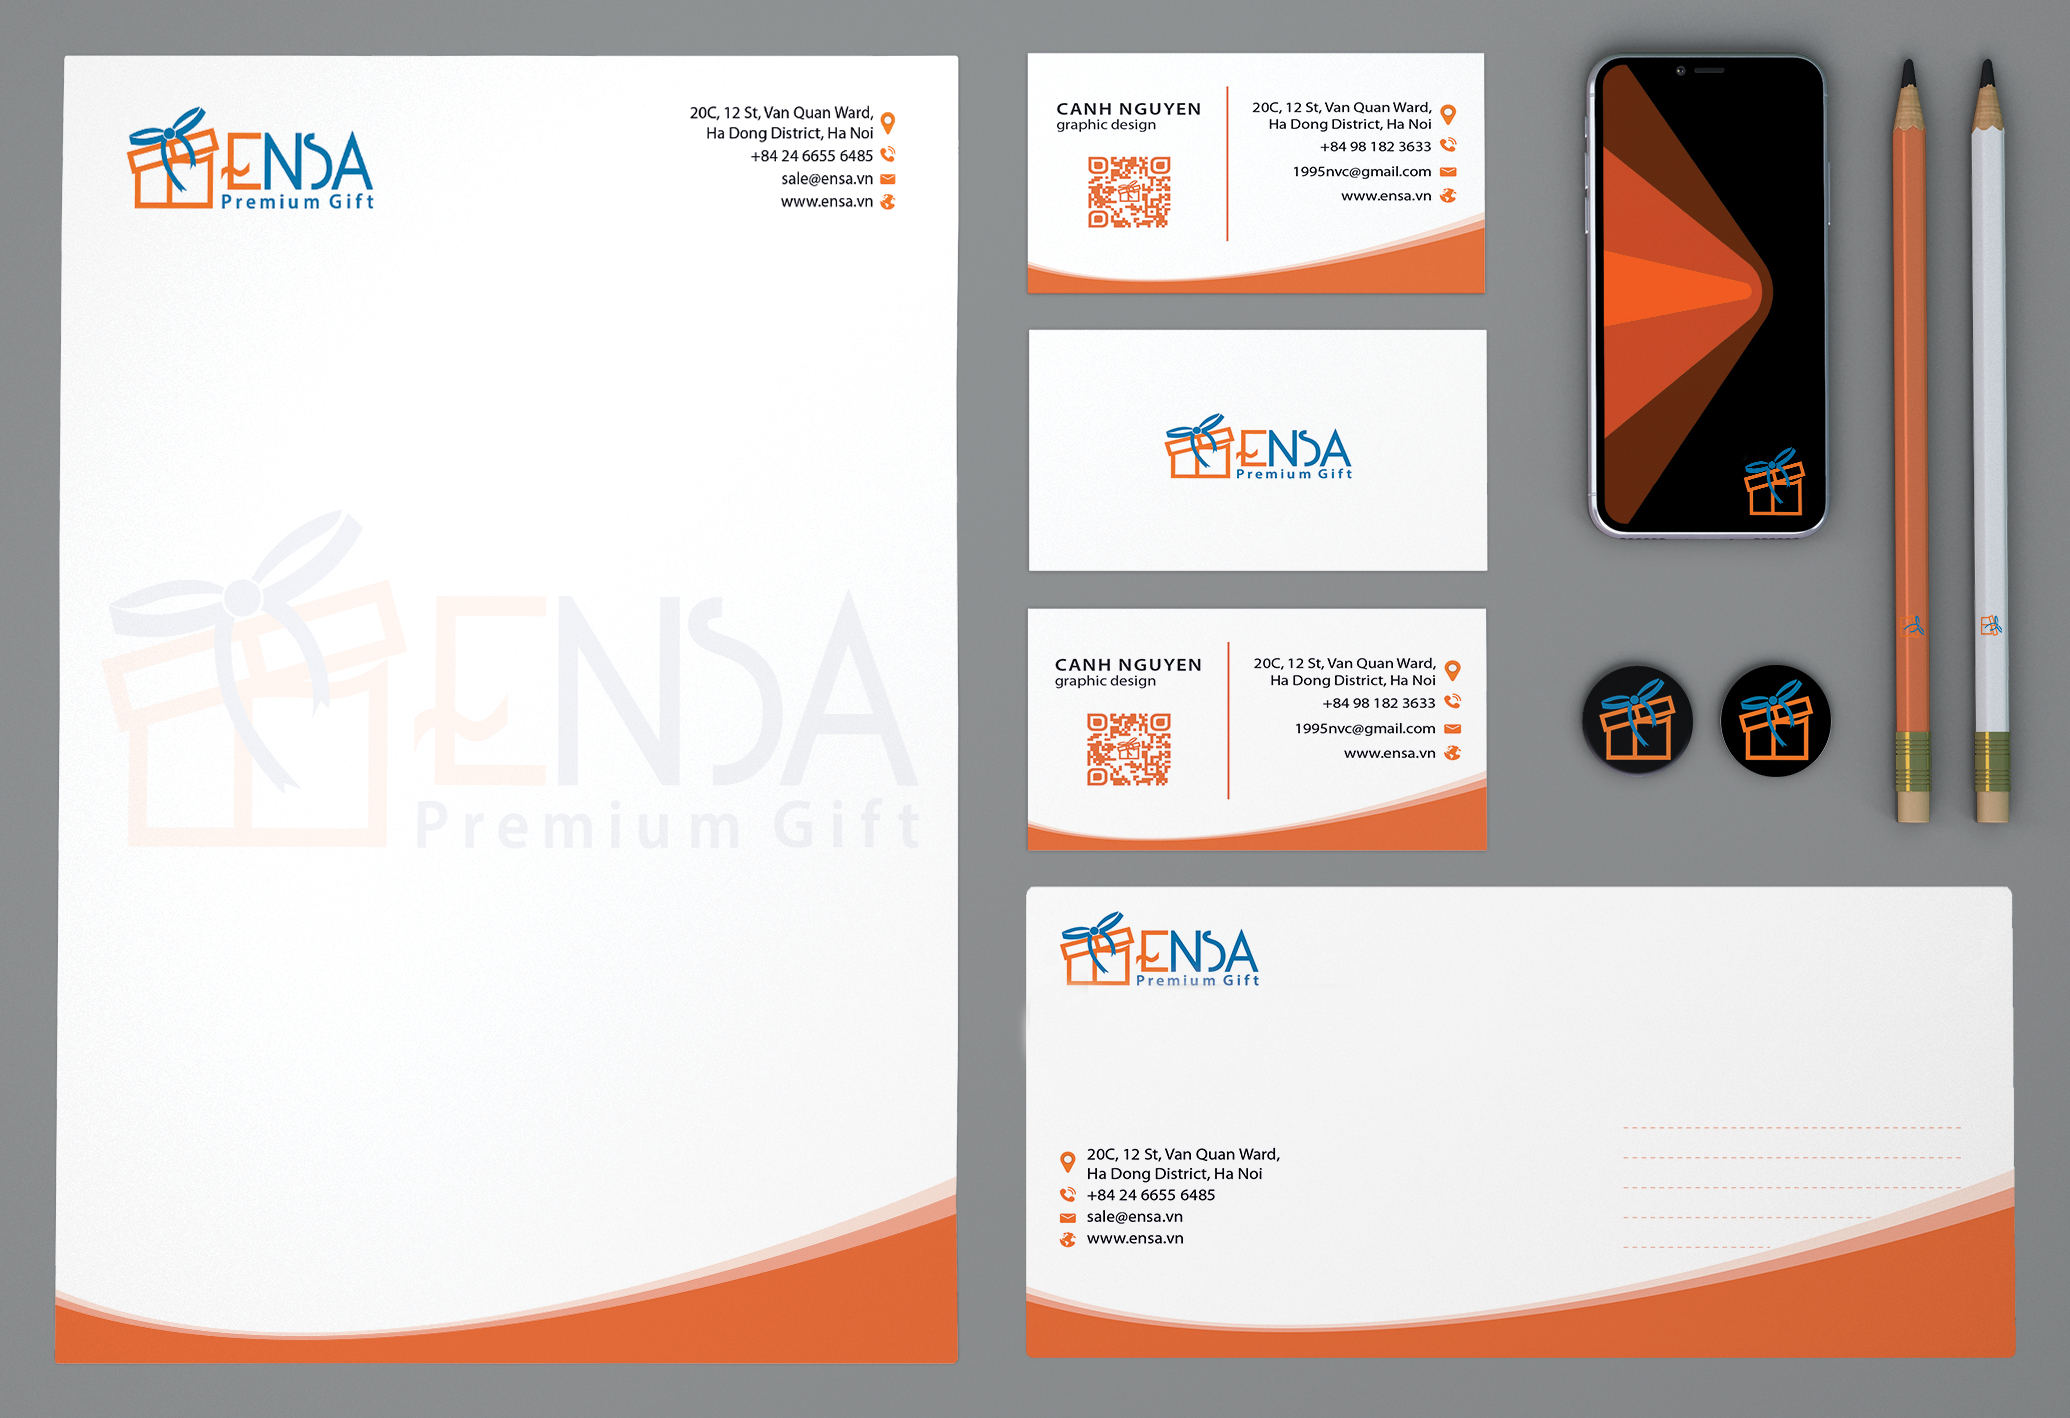 ENSA
Premium Gift
20C, 12 St, Van Quan Ward,
Ha Dong District, Ha Noi
+84 24 6655 6485
sale@ensa.vn
www.ensa.vn
ENSA
Premium Gift
CANH NGUYEN
graphic design
20C, 12 St, Van Quan Ward,
Ha Dong District, Ha Noi
+84 98 182 3633
1995nvc@gmail.com
www.ensa.vn
ENSA
Premium Gift
CANH NGUYEN
graphic design
20C, 12 St, Van Quan Ward,
Ha Dong District, Ha Noi
+84 98 182 3633
1995nvc@gmail.com
www.ensa.vn
ENSA
Premium Gift
20C, 12 St, Van Quan Ward,
Ha Dong District, Ha Noi
+84 24 6655 6485
sale@ensa.vn
www.ensa.vn